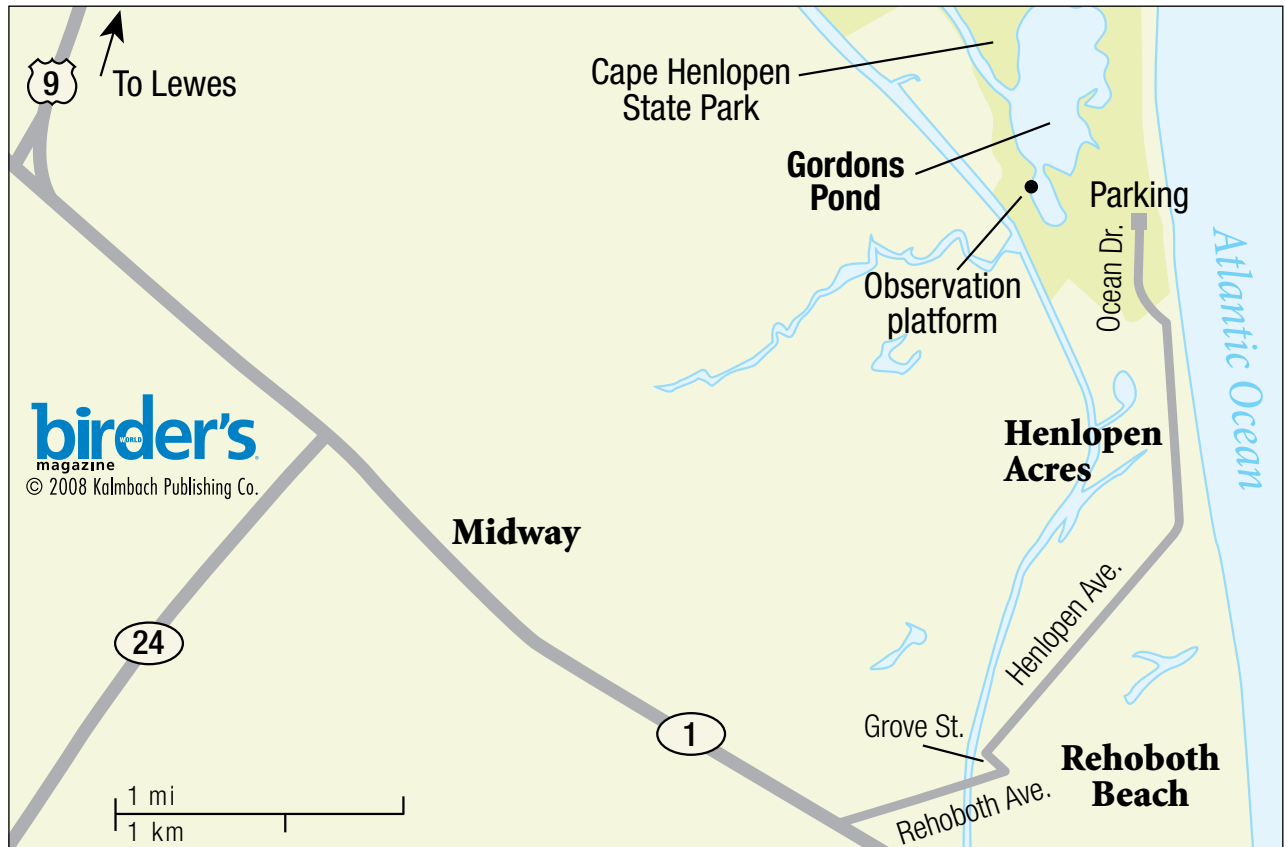 9
To Lewes
Cape Henlopen
State Park
Gordons
Pond
Parking
Ocean Dr.
Observation
platform
Atlantic Ocean
birder's
WORLD
magazine
© 2008 Kalmbach Publishing Co.
Henlopen
Acres
Midway
24
Henlopen Ave.
1
Grove St.
Rehoboth
Beach
Rehoboth Ave.
1 mi
1 km